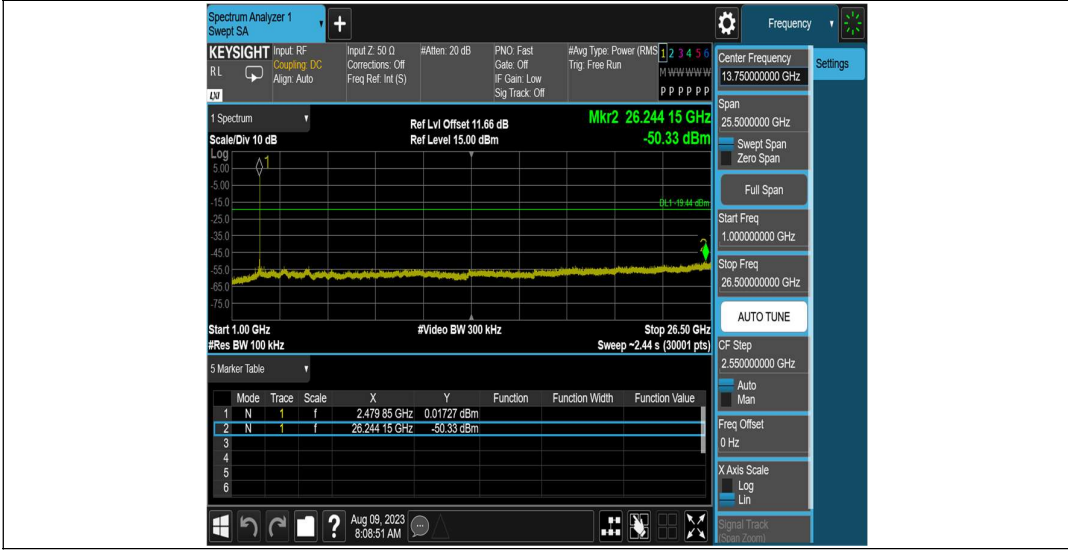 Spectrum Analyzer 1
Swept SA
Frequency
KEYSIGHT
RL
LXI
Input: RF
Coupling: DC
Align: Auto
Input Z: 50 Ω
Corrections: Off
Freq Ref: Int (S)
#Atten: 20 dB
PNO: Fast
Gate: Off
IF Gain: Low
Sig Track: Off
#Avg Type: Power (RMS
Trig: Free Run
1 2 3 4 5 6
M W W W W W
P P P P P P
1 Spectrum
Scale/Div 10 dB
Ref Lvl Offset 11.66 dB
Ref Level 15.00 dBm
Mkr2 26.244 15 GHz
-50.33 dBm
Log
5.00
-5.00
-15.0
-25.0
-35.0
-45.0
-55.0
-65.0
-75.0
1
DL1 -19.44 dBm
2
Start 1.00 GHz
#Video BW 300 kHz
Stop 26.50 GHz
#Res BW 100 kHz
Sweep ~2.44 s (30001 pts)
5 Marker Table
Mode Trace Scale X Y Function Function Width Function Value
1 N 1 f 2.479 85 GHz 0.01727 dBm
2 N 1 f 26.244 15 GHz -50.33 dBm
3
4
5
6
?
Aug 09, 2023
8:08:51 AM
Center Frequency
13.750000000 GHz
Settings
Span
25.5000000 GHz
Swept Span
Zero Span
Full Span
Start Freq
1.000000000 GHz
Stop Freq
26.500000000 GHz
AUTO TUNE
CF Step
2.550000000 GHz
Auto
Man
Freq Offset
0 Hz
X Axis Scale
Log
Lin
Signal Track
(Span Zoom)